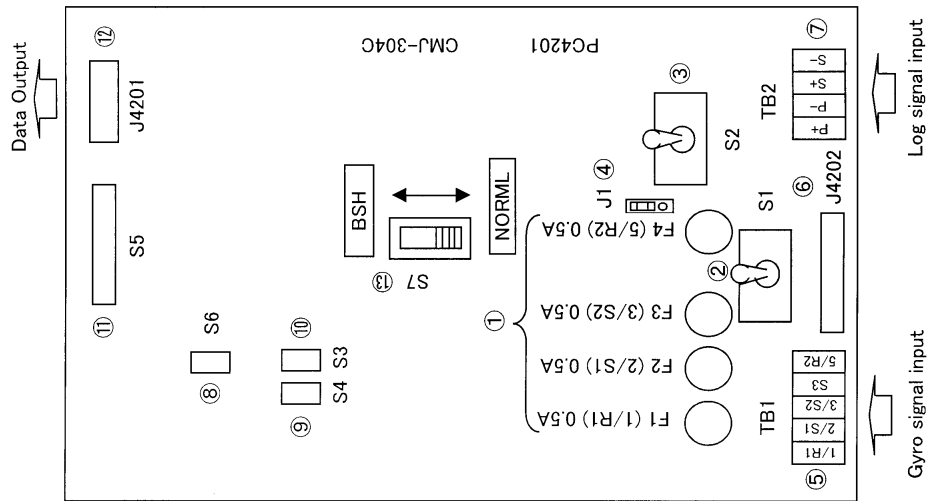 Data Output
⑫
J4201
CMJ-304C
PC4201
③
⑦
S-
S+
P-
P+
TB2
Log signal input
S2
④
J1
⑥
J4202
S1
②
BSH
NORML
S7
⑬
S5
⑪
S6
⑧
⑩
S3
S4
⑨
①
F4 (5/R2) 0.5A
F3 (3/S2) 0.5A
F2 (2/S1) 0.5A
F1 (1/R1) 0.5A
TB1
5/R2
S3
3/S2
2/S1
1/R1
⑤
Gyro signal input